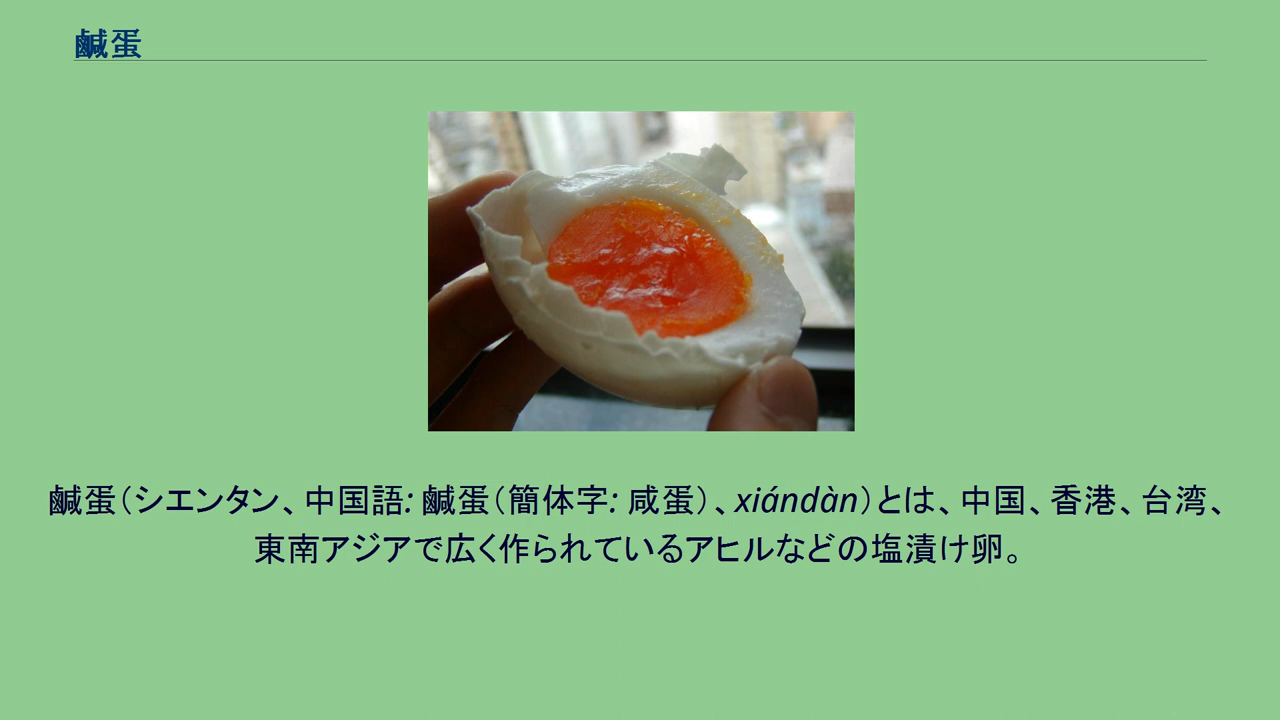 鹹蛋
鹹蛋（シエンタン、中国語: 鹹蛋（簡体字: 咸蛋）、xiándàn）とは、中国、香港、台湾、
東南アジアで広く作られているアヒルなどの塩漬け卵。